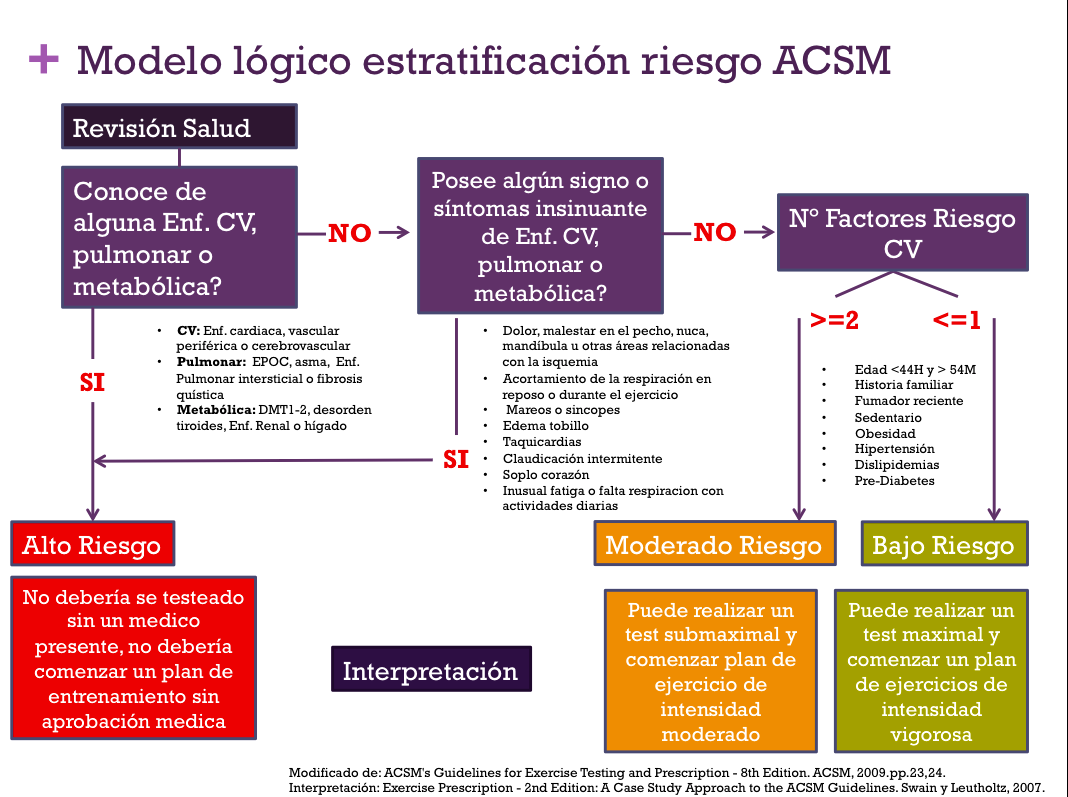 + Modelo lógico estratificación riesgo ACSM
Revisión Salud
Conoce de
alguna Enf. CV,
pulmonar o
metabólica?
NO
Posee algún signo o
síntomas insinuante
de Enf. CV,
pulmonar o
metabólica?
NO
Nº Factores Riesgo
CV
>=2
<=1
SI
• CV: Enf. cardiaca, vascular
periférica o cerebrovascular
• Pulmonar: EPOC, asma, Enf.
Pulmonar intersticial o fibrosis
quística
• Metabólica: DMT1-2, desorden
tiroides, Enf. Renal o hígado
SI
• Dolor, malestar en el pecho, nuca,
mandíbula u otras áreas relacionadas
con la isquemia
• Acortamiento de la respiración en
reposo o durante el ejercicio
• Mareos o sincopes
• Edema tobillo
• Taquicardias
• Claudicación intermitente
• Soplo corazón
• Inusual fatiga o falta respiracion con
actividades diarias
• Edad <44H y > 54M
• Historia familiar
• Fumador reciente
• Sedentario
• Obesidad
• Hipertensión
• Dislipidemias
• Pre-Diabetes
Alto Riesgo
Moderado Riesgo
Bajo Riesgo
No debería se testeado
sin un medico
presente, no debería
comenzar un plan de
entrenamiento sin
aprobación medica
Interpretación
Puede realizar un
test submaximal y
comenzar plan de
ejercicio de
intensidad
moderado
Puede realizar un
test maximal y
comenzar un plan
de ejercicios de
intensidad
vigorosa
Modificado de: ACSM's Guidelines for Exercise Testing and Prescription - 8th Edition. ACSM, 2009.pp.23,24.
Interpretación: Exercise Prescription - 2nd Edition: A Case Study Approach to the ACSM Guidelines. Swain y Leutholtz, 2007.